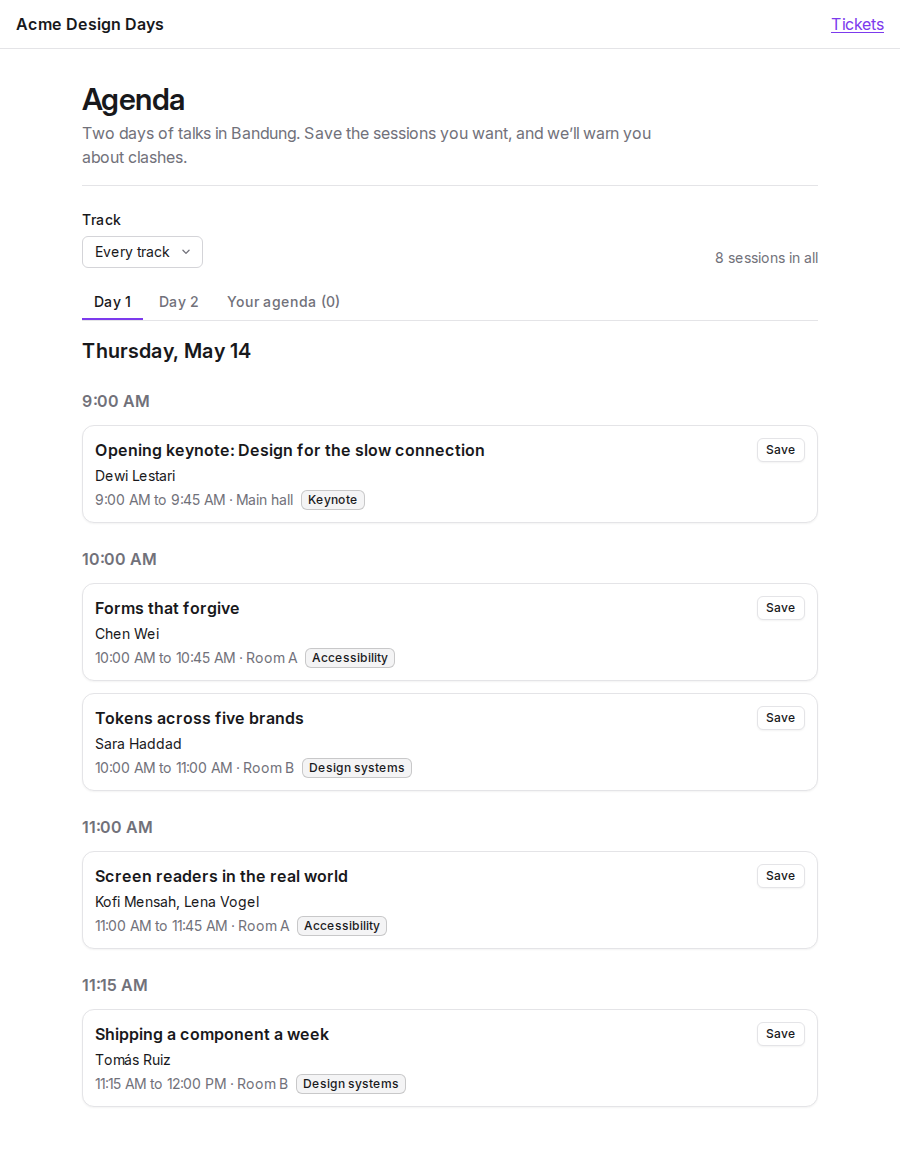 Acme Design Days
Tickets
Agenda
Two days of talks in Bandung. Save the sessions you want, and we’ll warn you
about clashes.
Track
Every track
8 sessions in all
Day 1
Day 2
Your agenda (0)
Thursday, May 14
9:00 AM
Opening keynote: Design for the slow connection
Save
Dewi Lestari
9:00 AM to 9:45 AM · Main hall
Keynote
10:00 AM
Forms that forgive
Save
Chen Wei
10:00 AM to 10:45 AM · Room A
Accessibility
Tokens across five brands
Save
Sara Haddad
10:00 AM to 11:00 AM · Room B
Design systems
11:00 AM
Screen readers in the real world
Save
Kofi Mensah, Lena Vogel
11:00 AM to 11:45 AM · Room A
Accessibility
11:15 AM
Shipping a component a week
Save
Tomás Ruiz
11:15 AM to 12:00 PM · Room B
Design systems